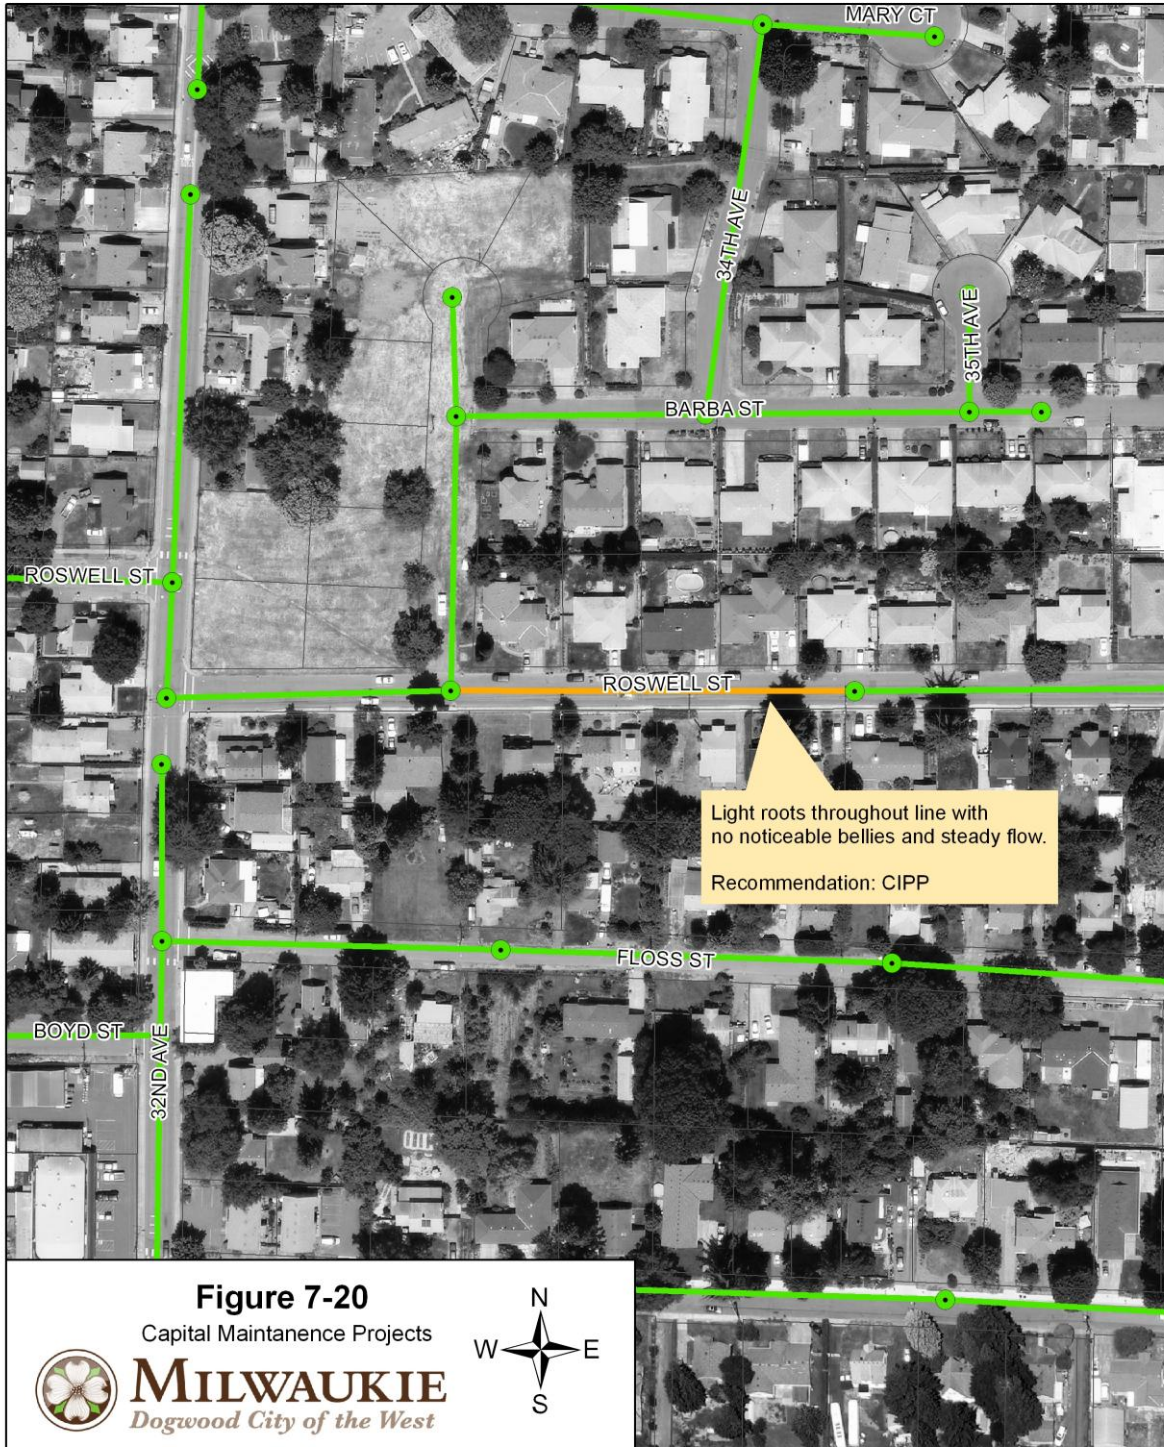 MARY CT
34TH AVE
35TH AVE
BARBA ST
ROSWELL ST
ROSWELL ST
Light roots throughout line with
no noticeable bellies and steady flow.
Recommendation: CIPP
FLOSS ST
BOYD ST
32ND AVE
Figure 7-20
Capital Maintanence Projects
MILWAUKIE
Dogwood City of the West
N
W E
S